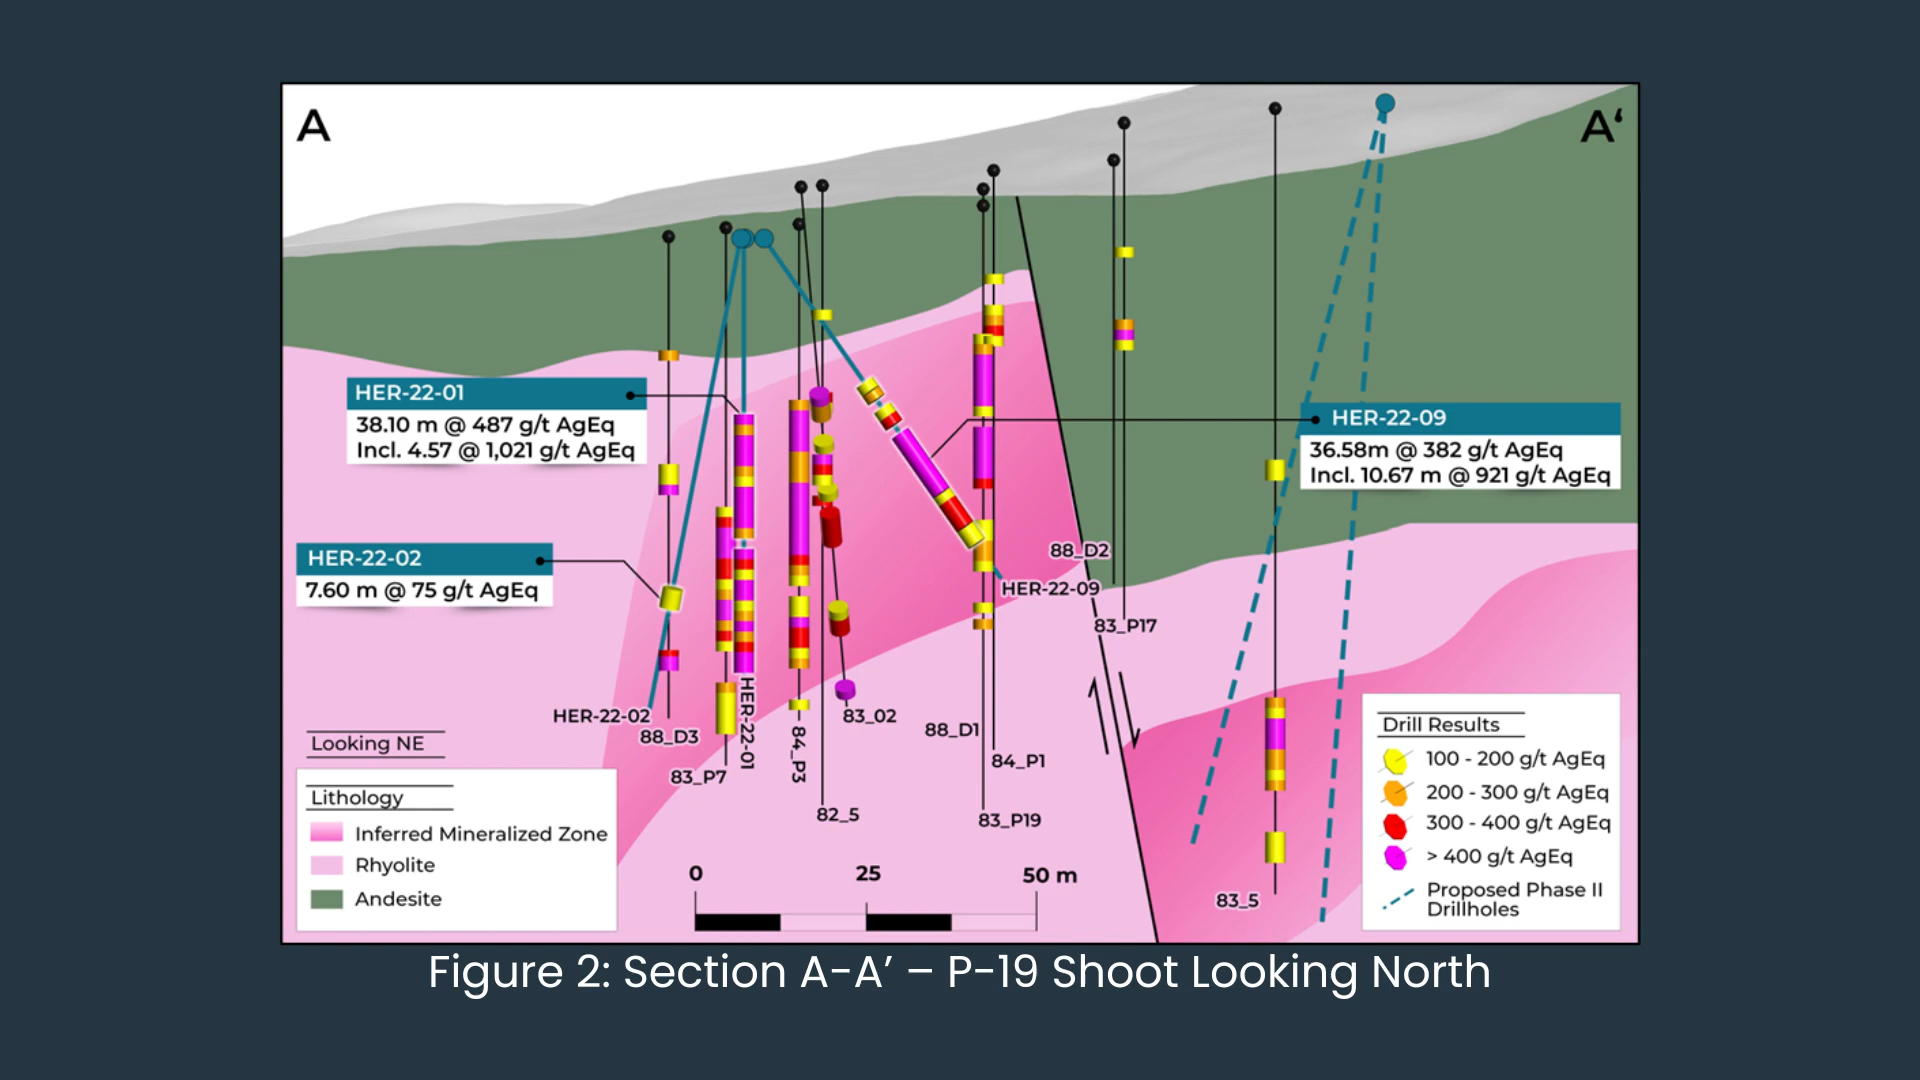 A
A‘
HER-22-01
38.10 m @ 487 g/t AgEq
Incl. 4.57 @ 1,021 g/t AgEq
HER-22-09
36.58m @ 382 g/t AgEq
Incl. 10.67 m @ 921 g/t AgEq
HER-22-02
7.60 m @ 75 g/t AgEq
88_D2
HER-22-09
83_P17
HER-22-02
88_D3
83_P7
HER-22-01
84_P3
83_02
82_5
88_D1
84_P1
83_P19
83_5
Looking NE
Lithology
Inferred Mineralized Zone
Rhyolite
Andesite
0
25
50 m
Drill Results
100 - 200 g/t AgEq
200 - 300 g/t AgEq
300 - 400 g/t AgEq
> 400 g/t AgEq
Proposed Phase II
Drillholes
Figure 2: Section A-A’ – P-19 Shoot Looking North